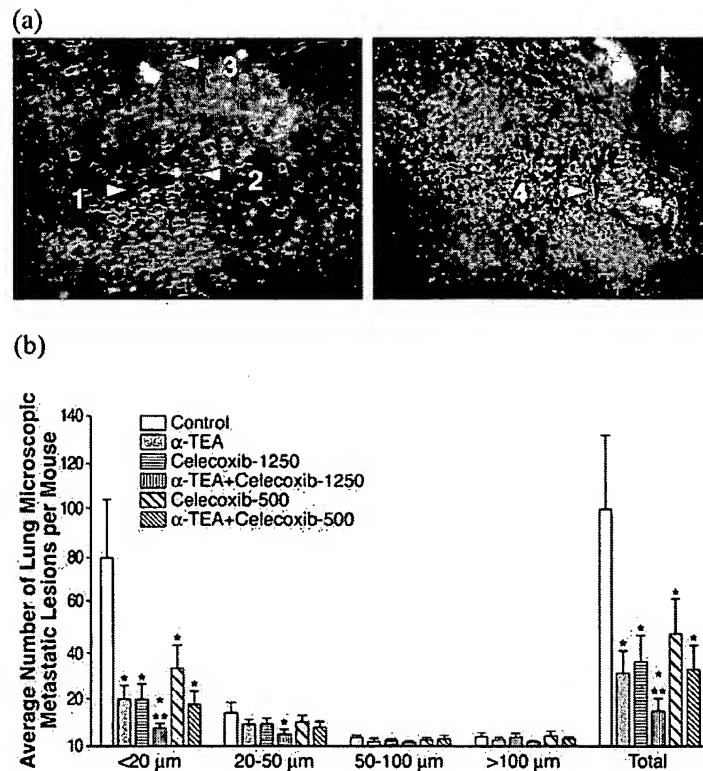 (a)
3
1
2
4
(b)
Average Number of Lung Microscopic
Metastatic Lesions per Mouse
140
120
100
80
60
40
20
10
Control
α-TEA
Celecoxib-1250
α-TEA+Celecoxib-1250
Celecoxib-500
α-TEA+Celecoxib-500
*
*
*
**
*
*
*
*
*
*
**
*
*
<20 μm
20-50 μm
50-100 μm
>100 μm
Total